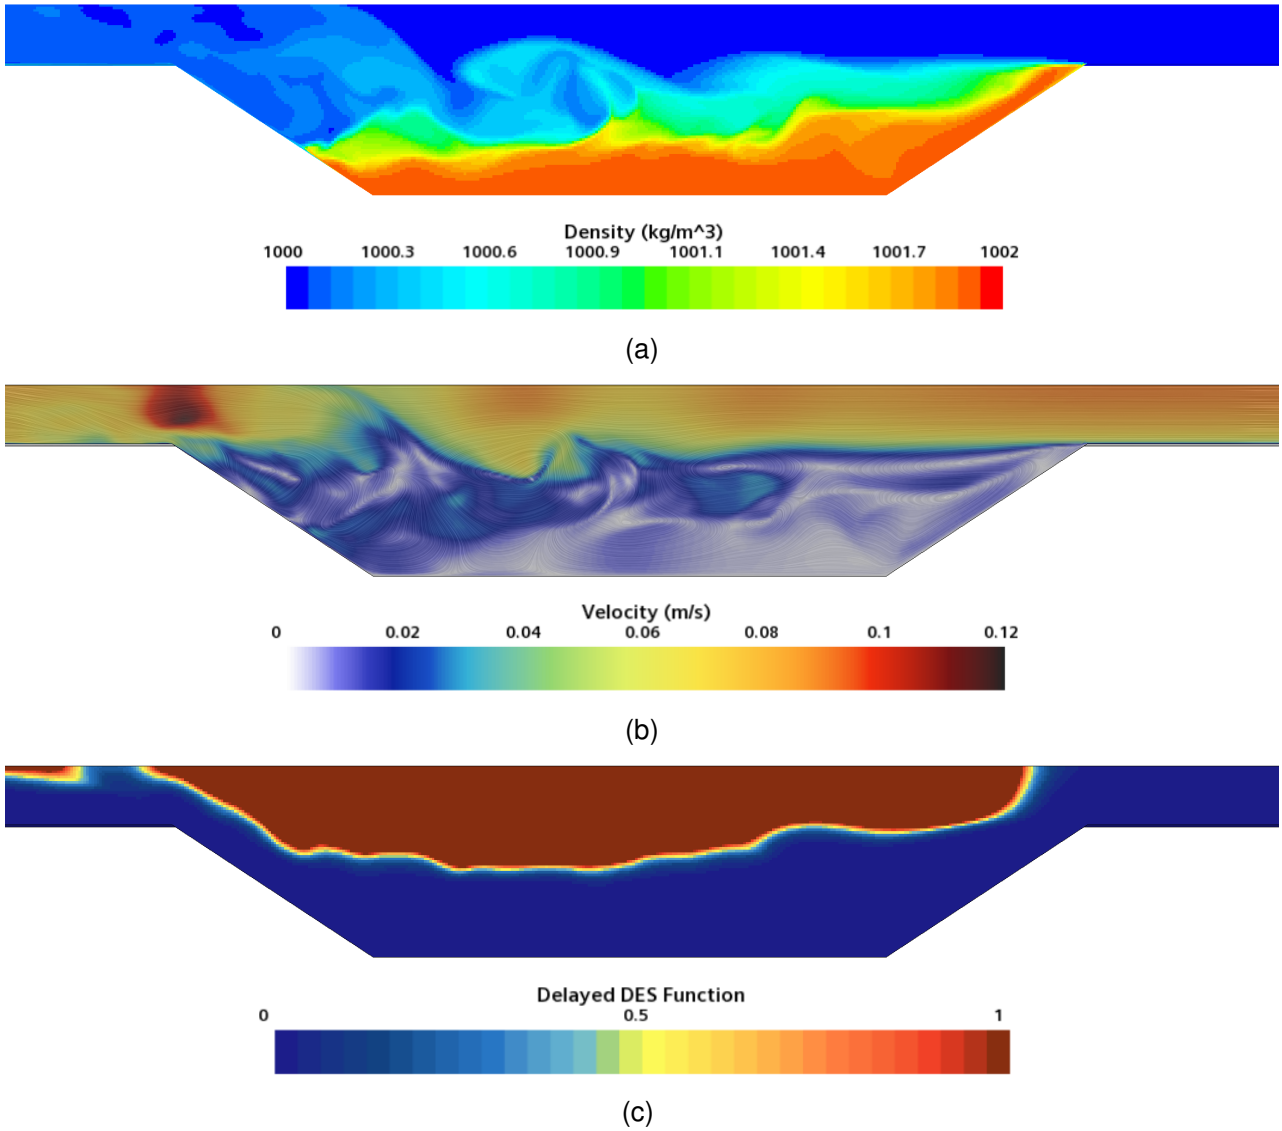 Density (kg/m^3)
1000 1000.3 1000.6 1000.9 1001.1 1001.4 1001.7 1002
(a)
Velocity (m/s)
0 0.02 0.04 0.06 0.08 0.1 0.12
(b)
Delayed DES Function
0 0.5 1
(c)